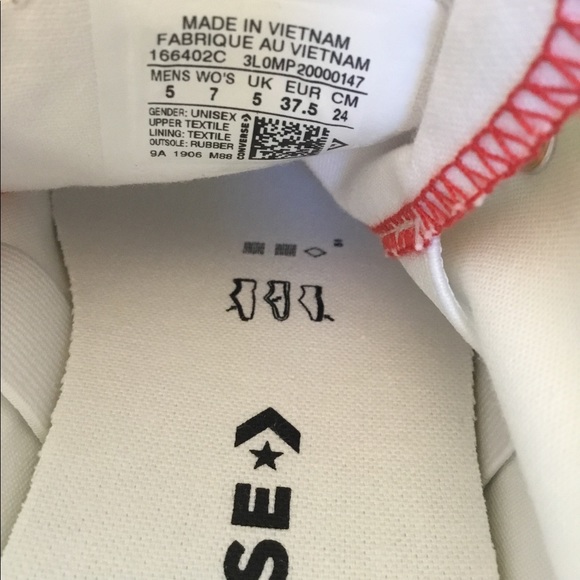 MADE IN VIETNAM
FABRIQUE AU VIETNAM
166402C 3L0MP20000147
MENS WO'S UK EUR CM
5 7 5 37.5 24
GENDER: UNISEX
UPPER TEXTILE
LINING: TEXTILE
OUTSOLE: RUBBER
9A 1906 M88
CONVERSE
SE